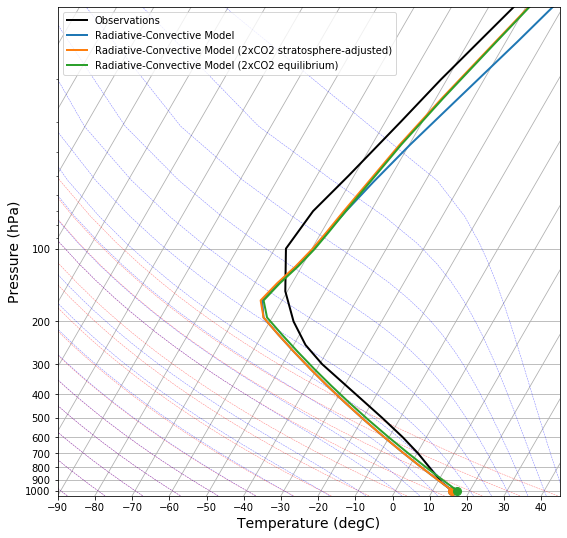 Observations
Radiative-Convective Model
Radiative-Convective Model (2xCO2 stratosphere-adjusted)
Radiative-Convective Model (2xCO2 equilibrium)
Pressure (hPa)
100
200
300
400
500
600
700
800
900
1000
−90 −80 −70 −60 −50 −40 −30 −20 −10 0 10 20 30 40
Temperature (degC)